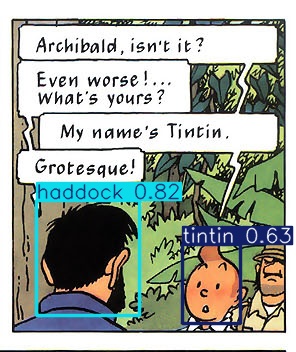 Archibald, isn't it?
Even worse!...
What's yours?
My name's Tintin.
Grotesque!
haddock 0.82
tintin 0.63